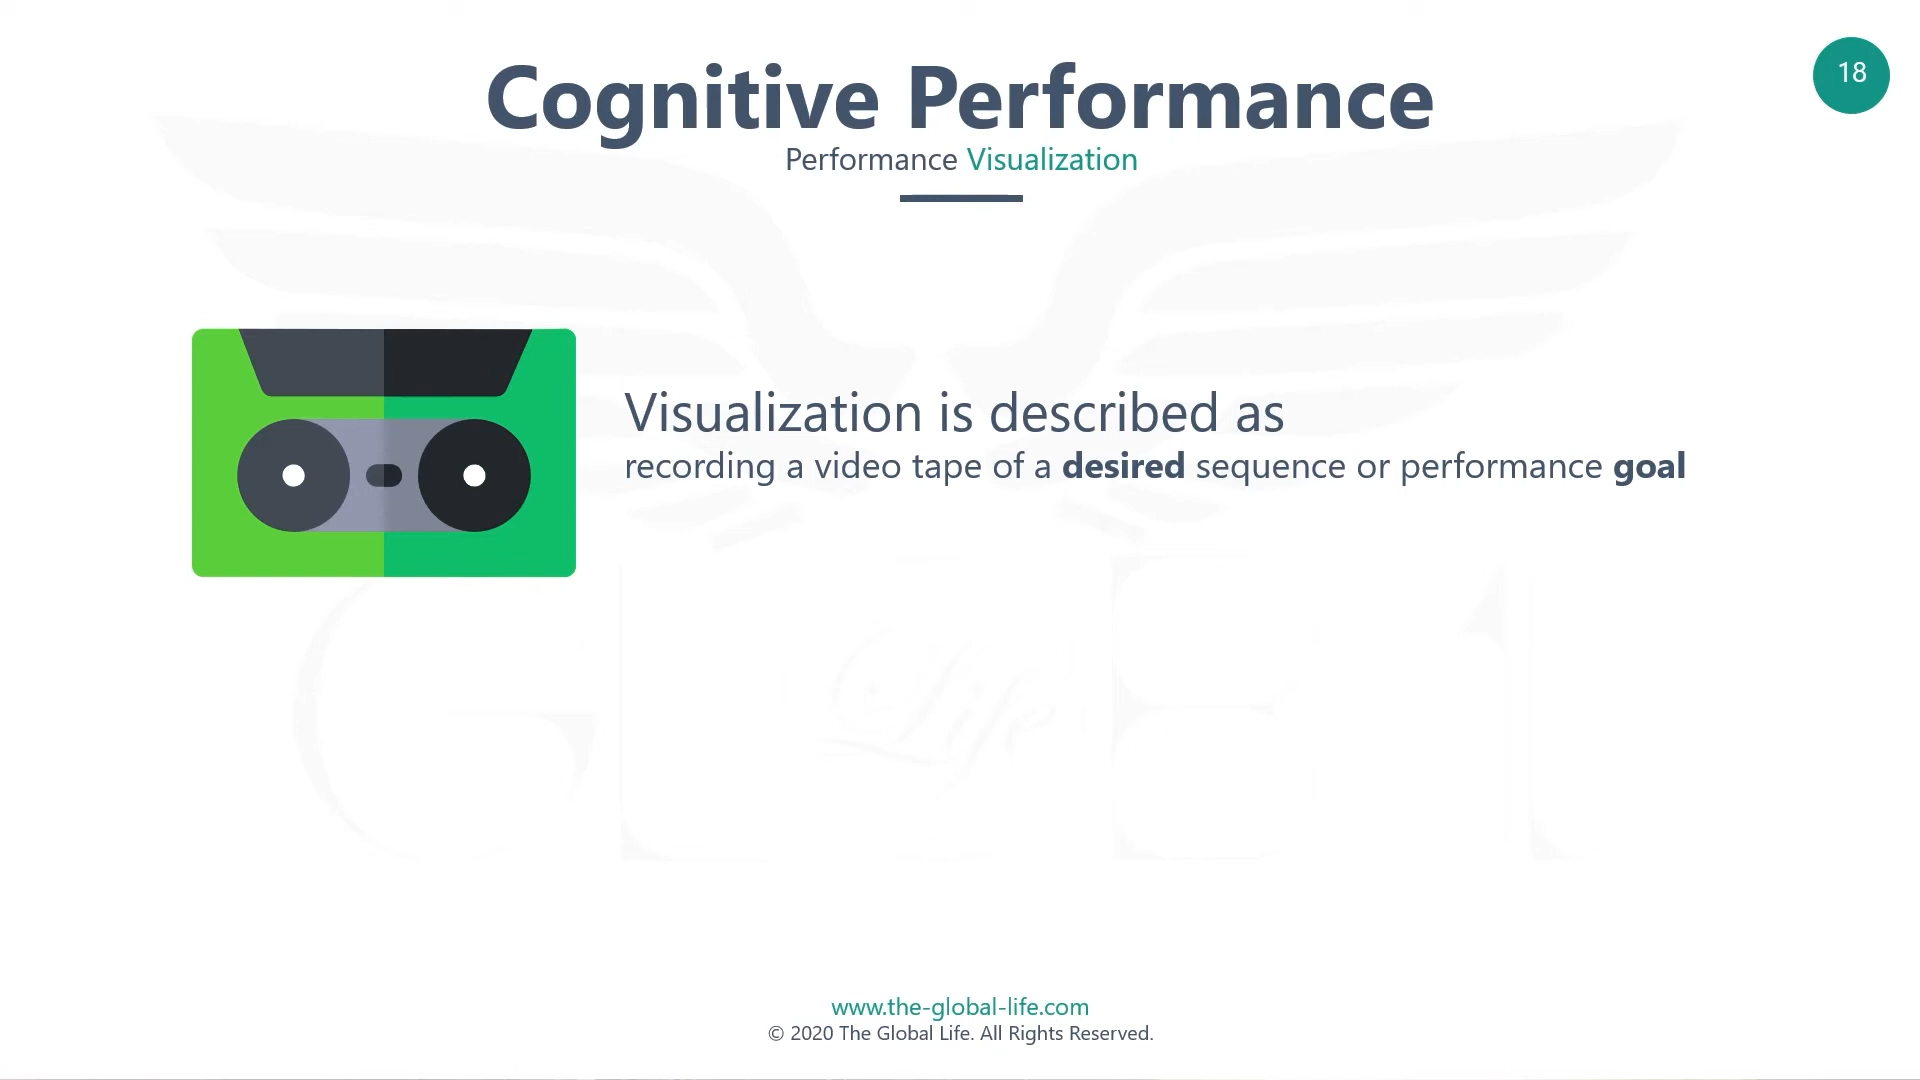 Cognitive Performance
18
Performance Visualization
Visualization is described as
recording a video tape of a desired sequence or performance goal
Life
www.the-global-life.com
© 2020 The Global Life. All Rights Reserved.